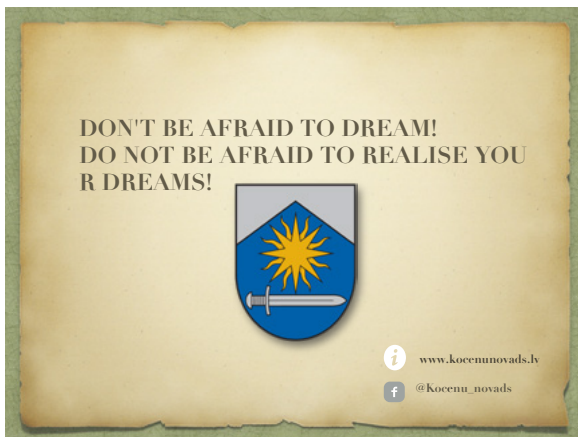 DON'T BE AFRAID TO DREAM!
DO NOT BE AFRAID TO REALISE YOU
R DREAMS!
i www.kocenunovads.lv
f @Kocenu_novads